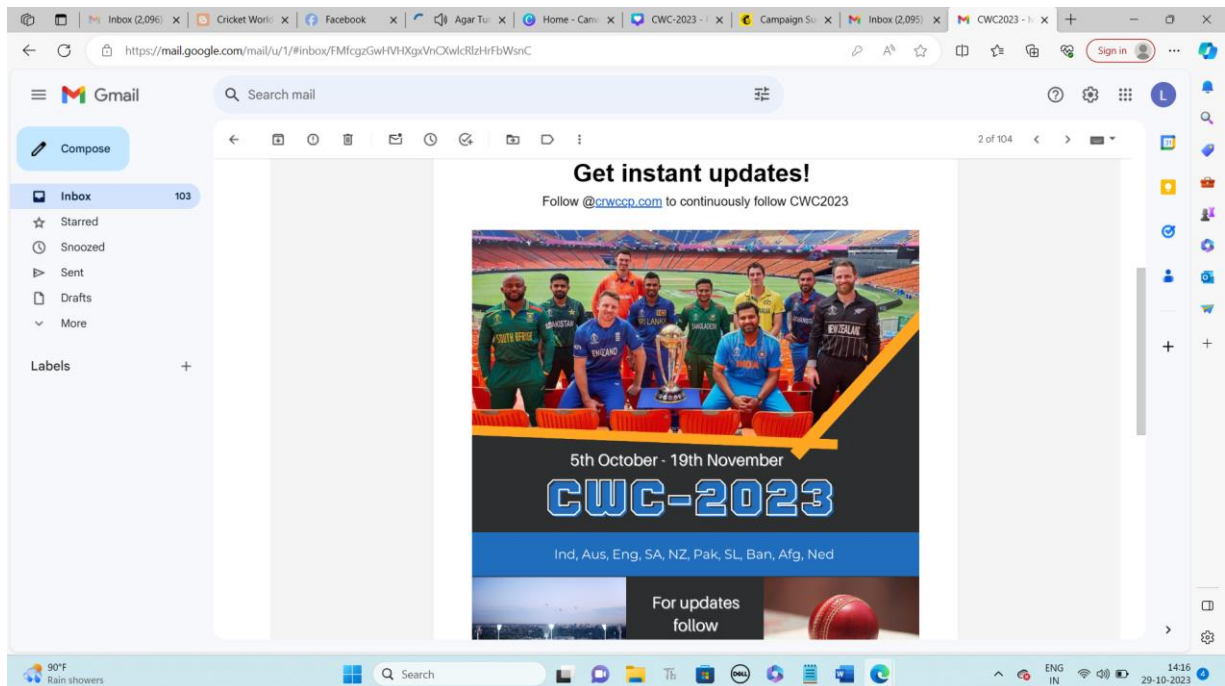 Inbox (2,096)
Cricket World
Facebook
Agar Tu
Home - Can
CWC-2023 -
Campaign Su
Inbox (2,095)
CWC2023 -
https://mail.google.com/mail/u/1/#inbox/FMfcgzGwHVHXgxVnCXwlcRlzHrFbWsnC
Sign in
Gmail
Search mail
L
Compose
2 of 104
Inbox 103
Starred
Snoozed
Sent
Drafts
More
Labels
Get instant updates!
Follow @crwccp.com to continuously follow CWC2023
SOUTH AFRICA
PAKISTAN
ENGLAND
SRI LANKA
BANGLADESH
INDIA
NEW ZEALAND
5th October - 19th November
CWC-2023
Ind, Aus, Eng, SA, NZ, Pak, SL, Ban, Afg, Ned
For updates
follow
90°F
Rain showers
Search
DELL
ENG
IN
14:16
29-10-2023
4